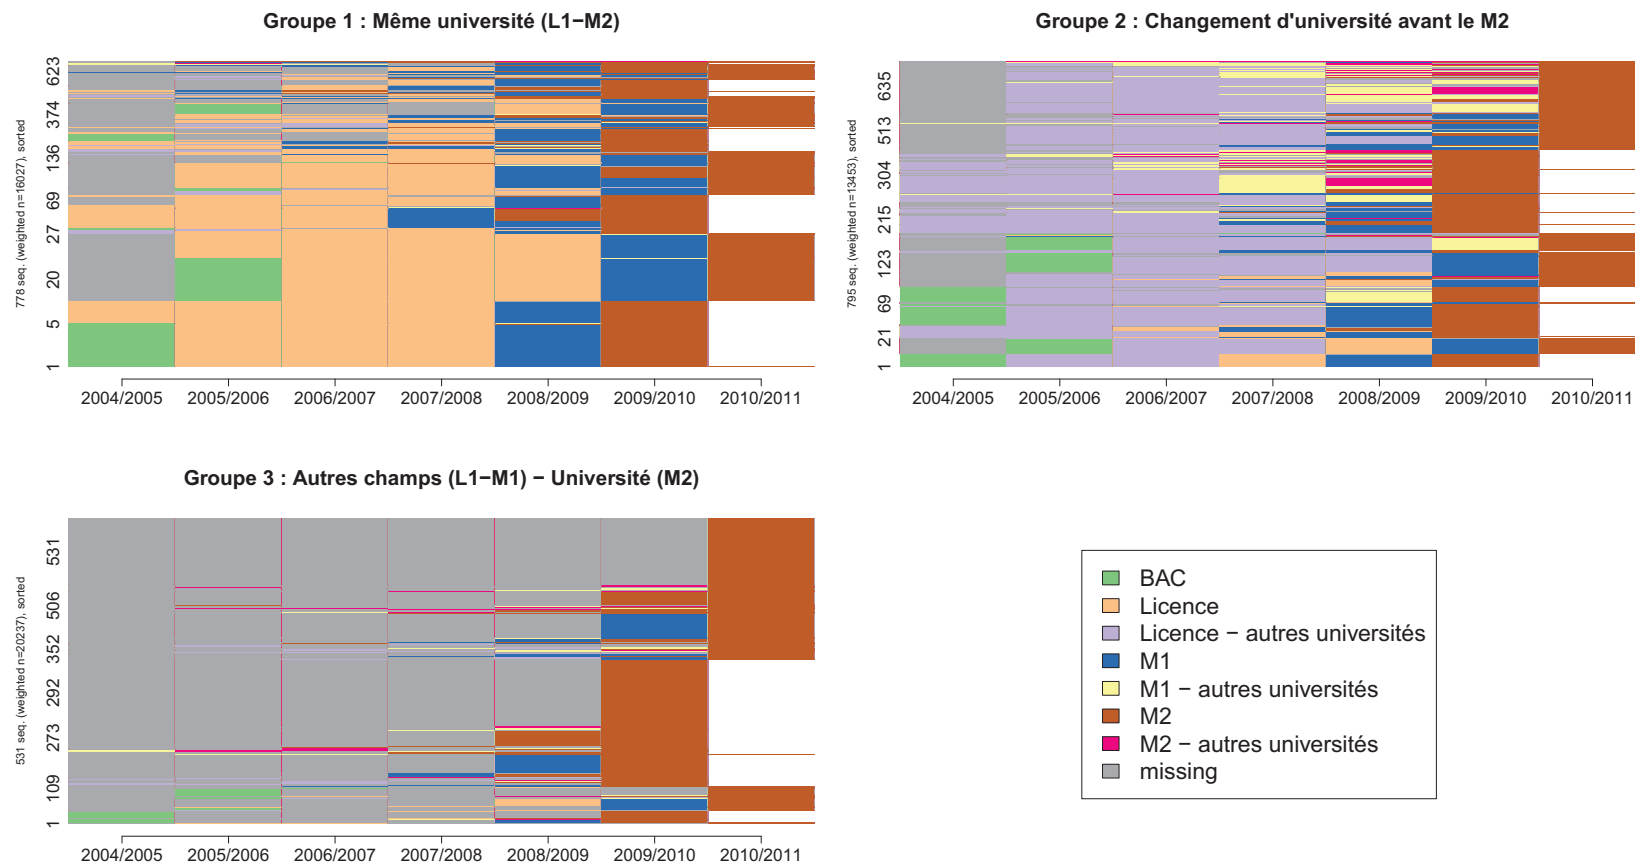 Groupe 1 : Même université (L1−M2)
778 seq. (weighted n=16027), sorted
623
374
136
69
27
20
5
1
2004/2005 2005/2006 2006/2007 2007/2008 2008/2009 2009/2010 2010/2011
Groupe 2 : Changement d'université avant le M2
795 seq. (weighted n=13453), sorted
635
513
304
215
123
69
21
1
2004/2005 2005/2006 2006/2007 2007/2008 2008/2009 2009/2010 2010/2011
Groupe 3 : Autres champs (L1−M1) − Université (M2)
531 seq. (weighted n=20237), sorted
531
506
352
292
273
109
1
2004/2005 2005/2006 2006/2007 2007/2008 2008/2009 2009/2010 2010/2011
BAC
Licence
Licence − autres universités
M1
M1 − autres universités
M2
M2 − autres universités
missing